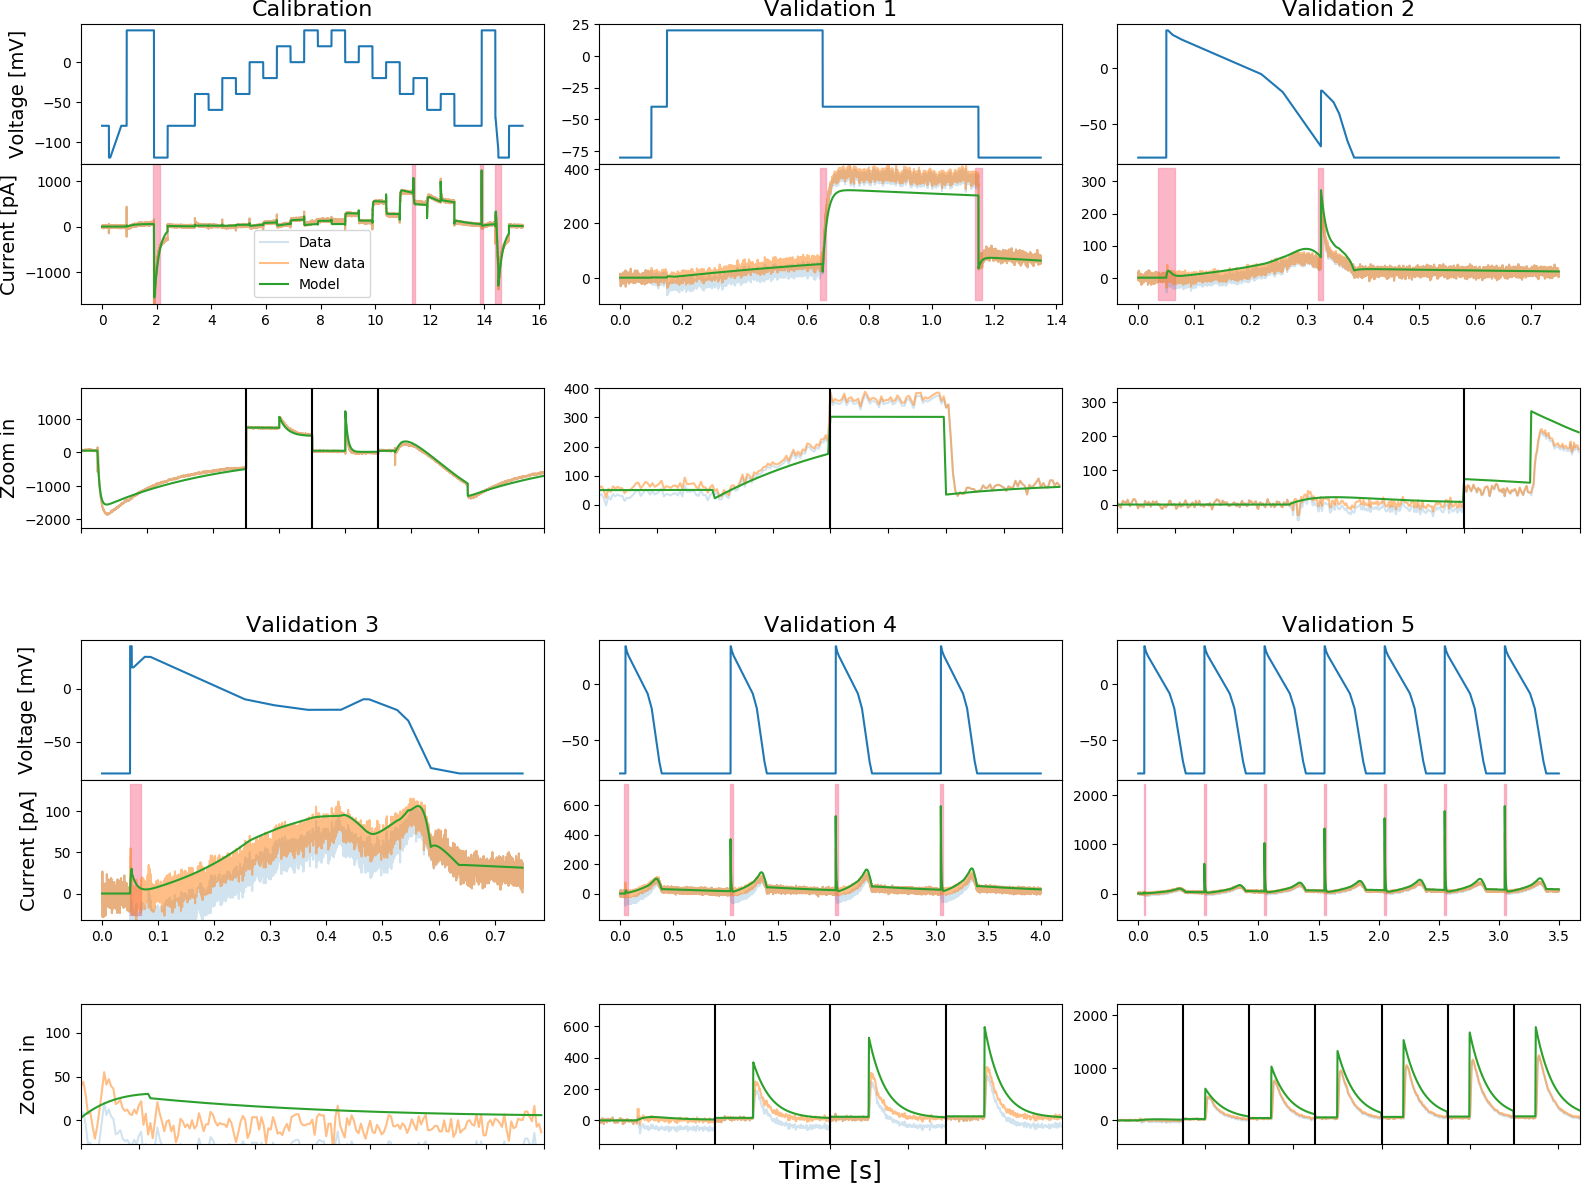 Calibration
Validation 1
Validation 2
Voltage [mV]
0
−50
−100
25
0
−25
−50
−75
0
−50
Current [pA]
1000
0
−1000
Data
New data
Model
400
200
0
300
200
100
0
0 2 4 6 8 10 12 14 16
0.0 0.2 0.4 0.6 0.8 1.0 1.2 1.4
0.0 0.1 0.2 0.3 0.4 0.5 0.6 0.7
Zoom in
1000
0
−1000
−2000
400
300
200
100
0
300
200
100
0
Validation 3
Validation 4
Validation 5
Voltage [mV]
0
−50
0
−50
0
−50
Current [pA]
100
50
0
600
400
200
0
2000
1000
0
0.0 0.1 0.2 0.3 0.4 0.5 0.6 0.7
0.0 0.5 1.0 1.5 2.0 2.5 3.0 3.5 4.0
0.0 0.5 1.0 1.5 2.0 2.5 3.0 3.5
Zoom in
100
50
0
600
400
200
0
2000
1000
0
Time [s]